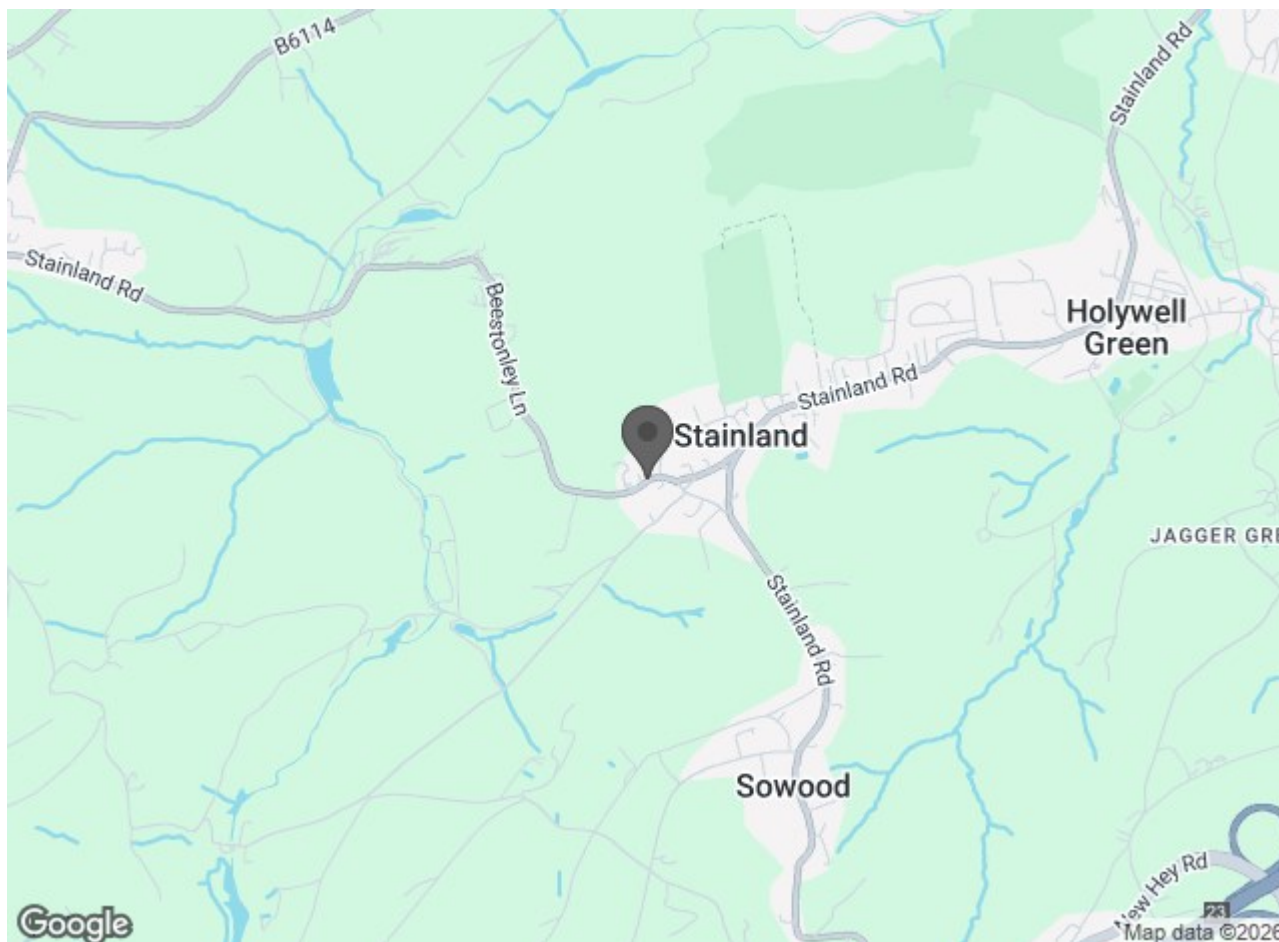 B6114
Stainland Rd
Stainland Rd
Beestonley Ln
Holywell
Green
Stainland Rd
Stainland
JAGGER GRE
Stainland Rd
Sowood
New Hey Rd
23
Google
Map data ©2026